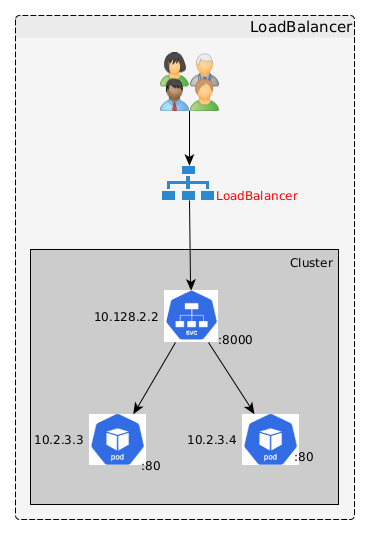 LoadBalancer
LoadBalancer
Cluster
10.128.2.2
svc
:8000
10.2.3.3
pod
:80
10.2.3.4
pod
:80